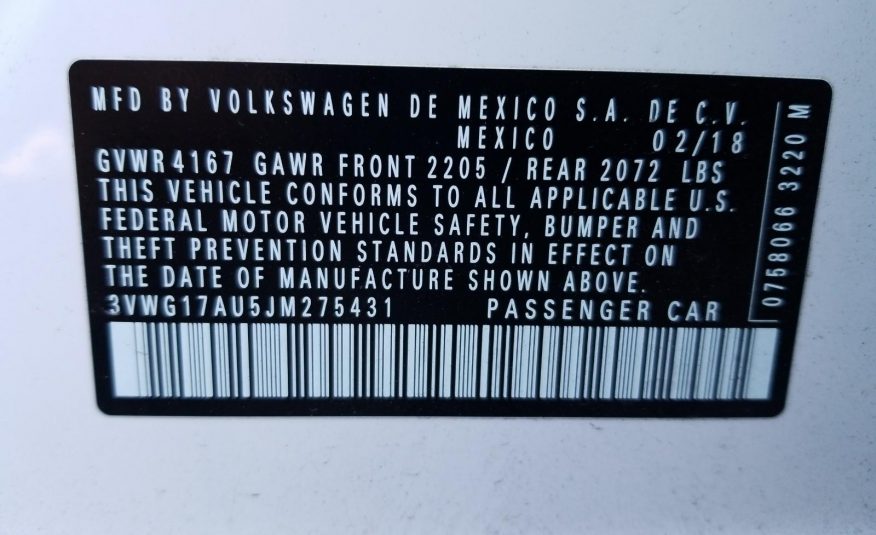 MFD BY VOLKSWAGEN DE MEXICO S.A. DE C.V.
MEXICO 02/18
GVWR 4167 GAWR FRONT 2205 / REAR 2072 LBS
THIS VEHICLE CONFORMS TO ALL APPLICABLE U.S.
FEDERAL MOTOR VEHICLE SAFETY, BUMPER AND
THEFT PREVENTION STANDARDS IN EFFECT ON
THE DATE OF MANUFACTURE SHOWN ABOVE.
3VWG17AU5JM275431 PASSENGER CAR
0758066 3220 M